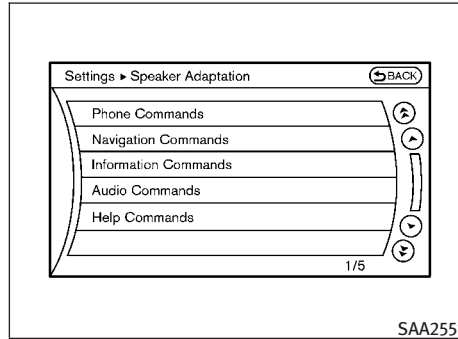 Settings ▸ Speaker Adaptation BACK
Phone Commands
Navigation Commands
Information Commands
Audio Commands
Help Commands
1/5
SAA255